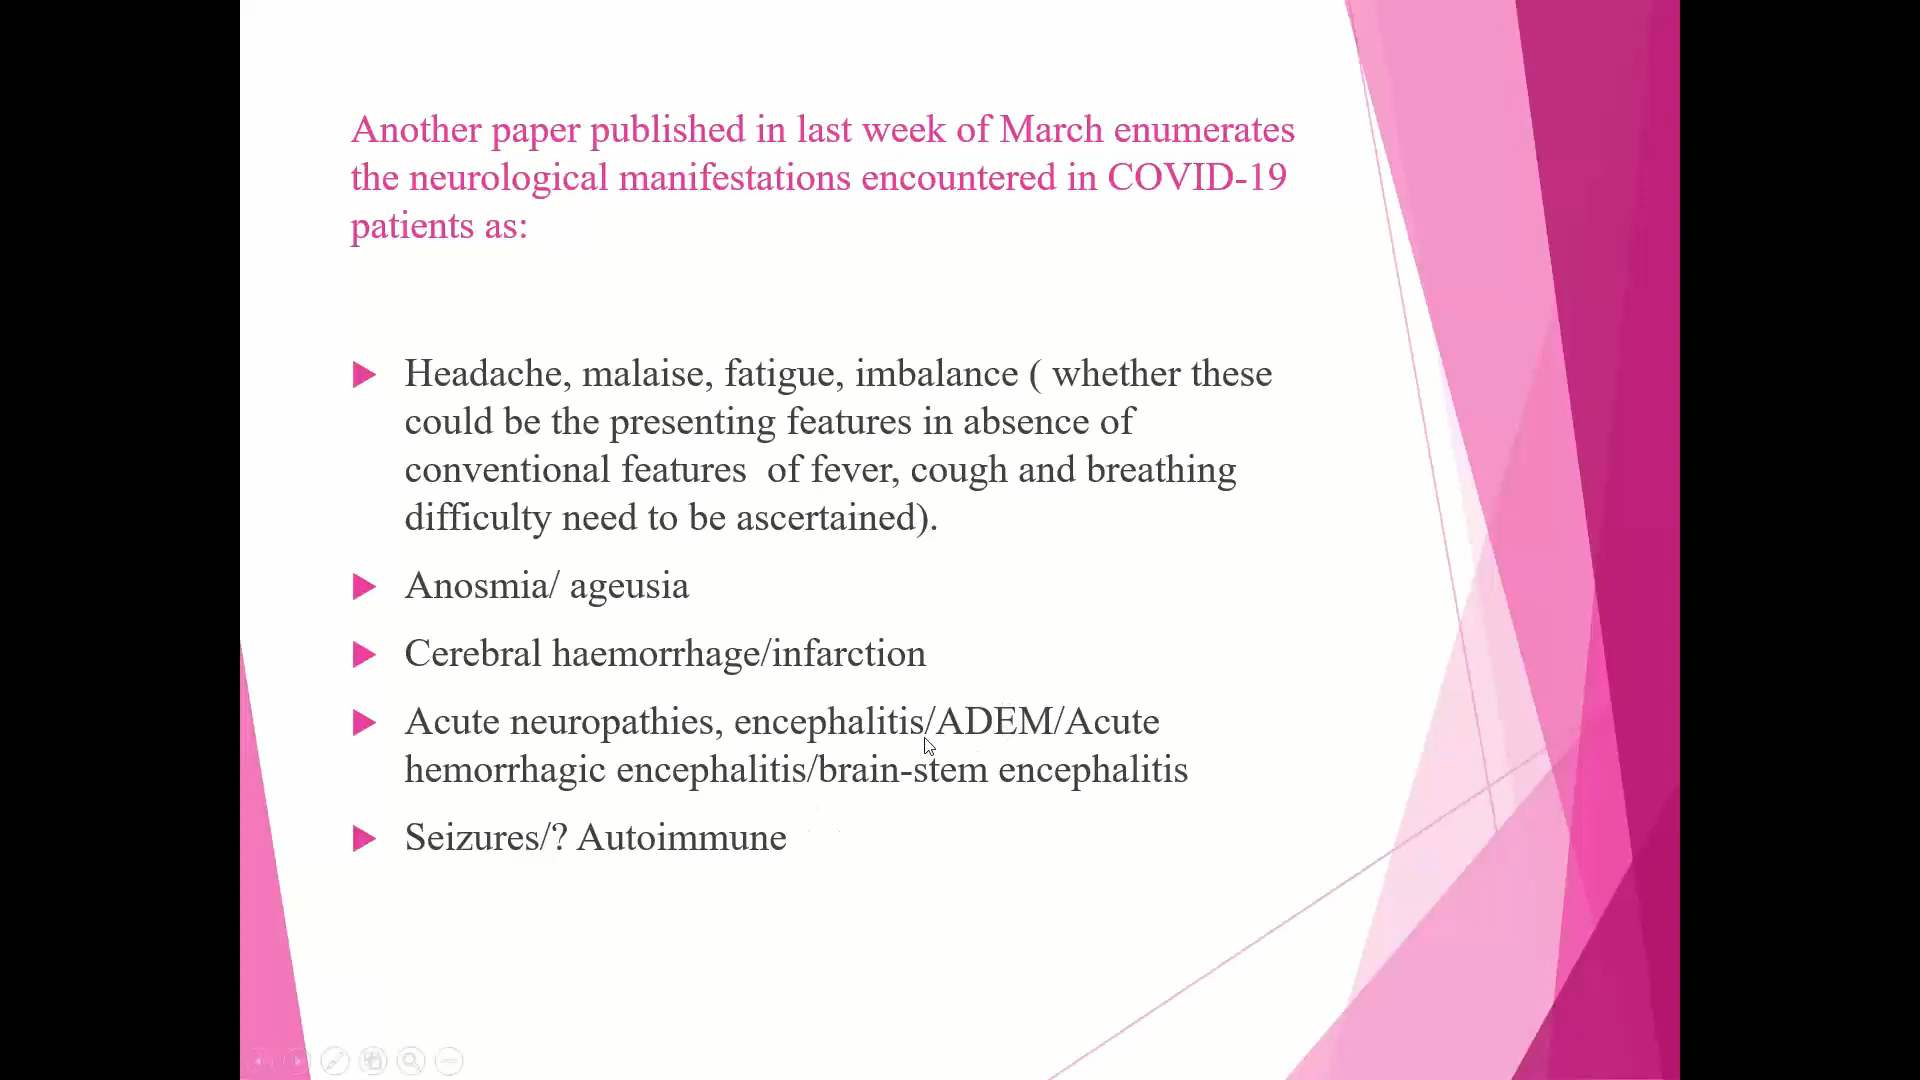 Another paper published in last week of March enumerates
the neurological manifestations encountered in COVID-19
patients as:
Headache, malaise, fatigue, imbalance ( whether these
could be the presenting features in absence of
conventional features  of fever, cough and breathing
difficulty need to be ascertained).
Anosmia/ ageusia
Cerebral haemorrhage/infarction
Acute neuropathies, encephalitis/ADEM/Acute
hemorrhagic encephalitis/brain-stem encephalitis
Seizures/? Autoimmune